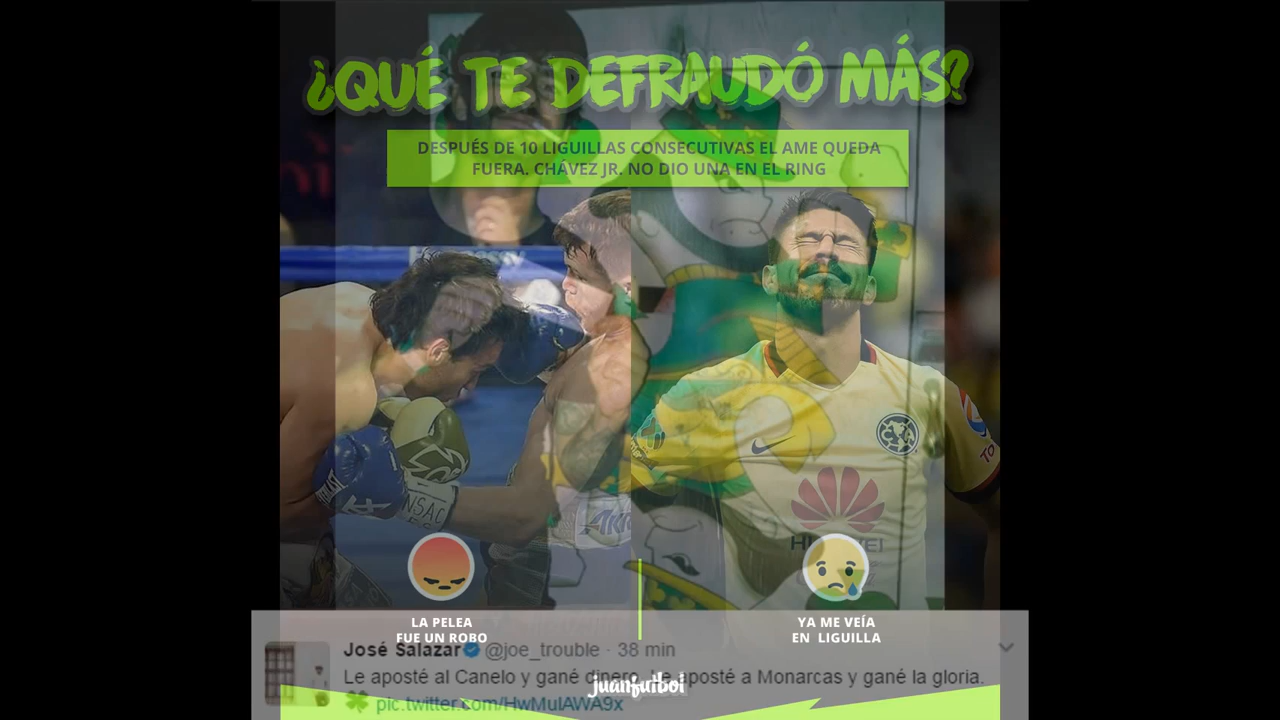 ¿QUÉ TE DEFRAUDÓ MÁS?
DESPUÉS DE 10 LIGUILLAS CONSECUTIVAS EL AME QUEDA
FUERA. CHÁVEZ JR. NO DIO UNA EN EL RING
HUAWEI
LA PELEA
FUE UN ROBO
YA ME VEÍA
EN LIGUILLA
José Salazar @joe_trouble · 38 min
Le aposté al Canelo y gané dinero. Le aposté a Monarcas y gané la gloria.
pic.twitter.com/HwMulAWA9x
juanfutbol